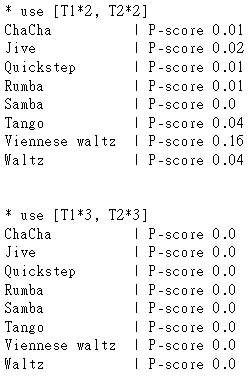 * use [T1*2, T2*2]
ChaCha | P-score 0.01
Jive | P-score 0.02
Quickstep | P-score 0.01
Rumba | P-score 0.01
Samba | P-score 0.0
Tango | P-score 0.04
Viennese waltz | P-score 0.16
Waltz | P-score 0.04
* use [T1*3, T2*3]
ChaCha | P-score 0.0
Jive | P-score 0.0
Quickstep | P-score 0.0
Rumba | P-score 0.0
Samba | P-score 0.0
Tango | P-score 0.0
Viennese waltz | P-score 0.0
Waltz | P-score 0.0